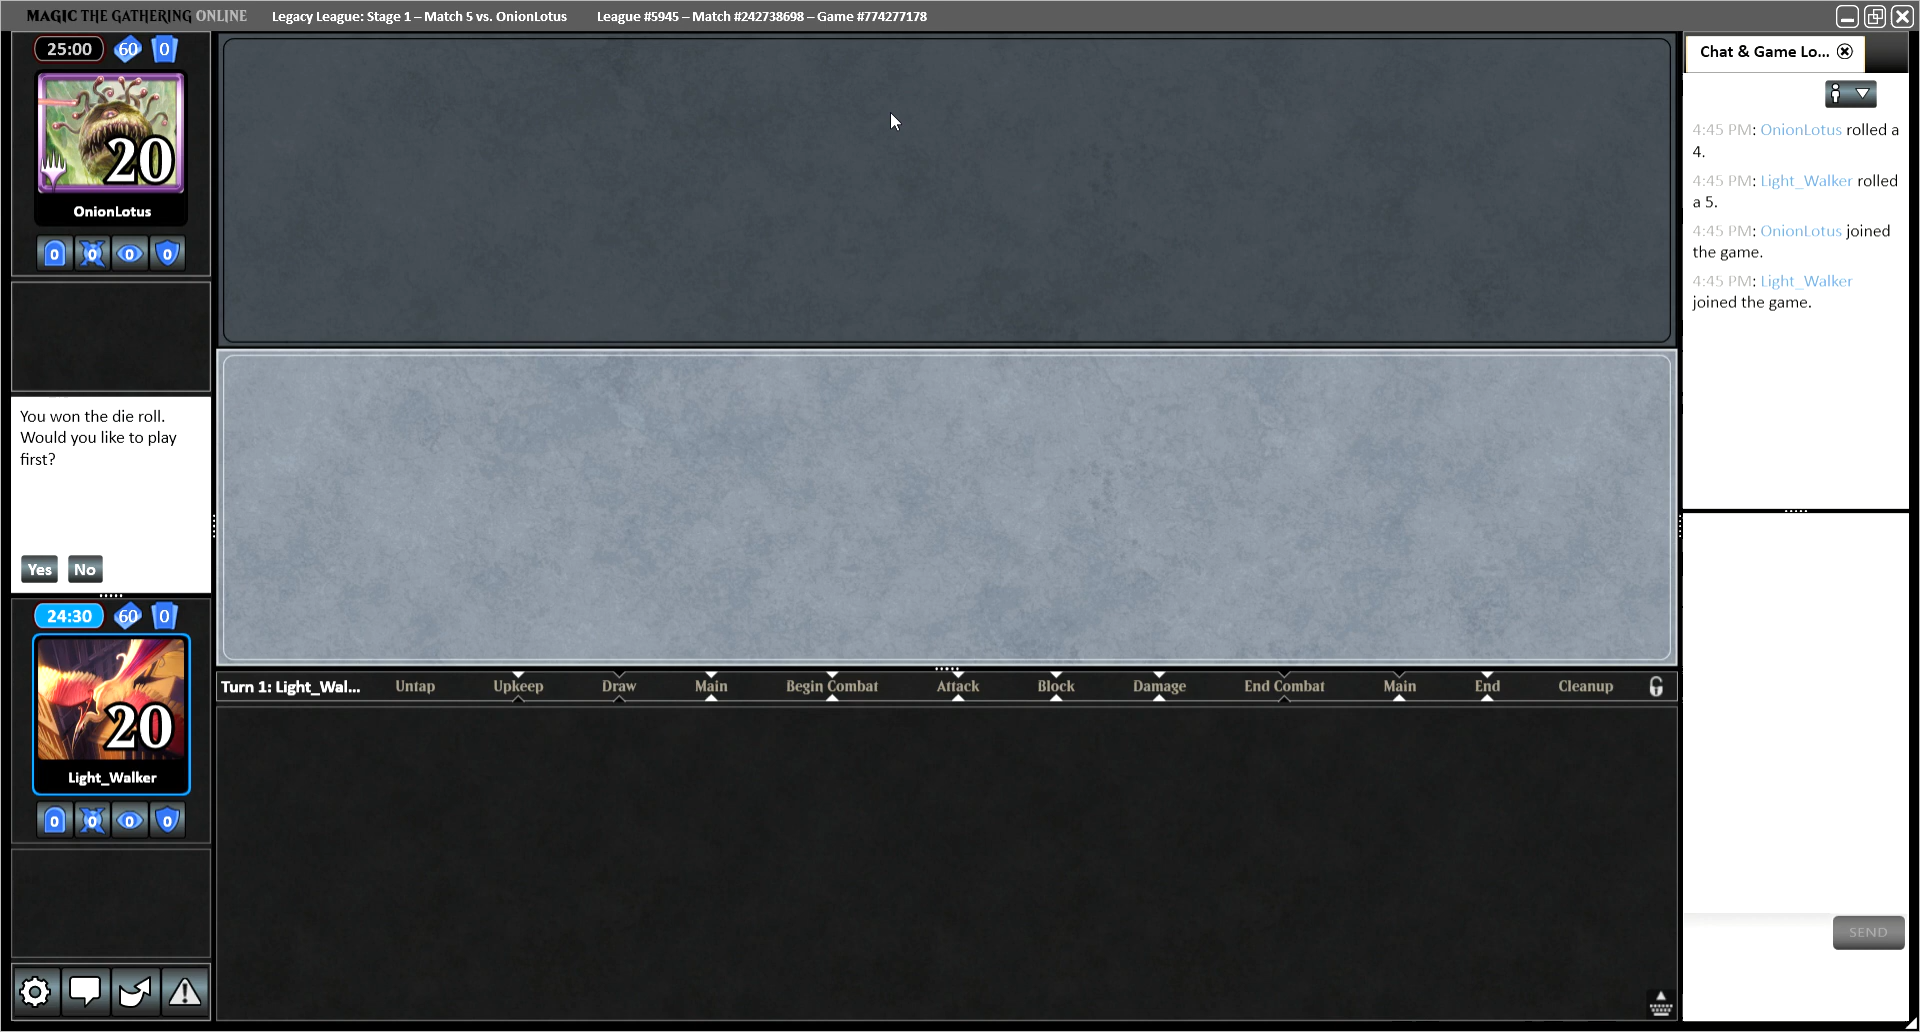 MAGIC THE GATHERING ONLINE
Legacy League: Stage 1 – Match 5 vs. OnionLotus
League #5945 – Match #242738698 – Game #774277178
25:00
60
0
20
OnionLotus
0
0
0
0
You won the die roll.
Would you like to play
first?
Yes
No
24:30
60
0
20
Light_Walker
0
0
0
0
Turn 1: Light_Wal...
Untap
Upkeep
Draw
Main
Begin Combat
Attack
Block
Damage
End Combat
Main
End
Cleanup
Chat & Game Lo...
4:45 PM: OnionLotus rolled a
4.
4:45 PM: Light_Walker rolled
a 5.
4:45 PM: OnionLotus joined
the game.
4:45 PM: Light_Walker
joined the game.
SEND